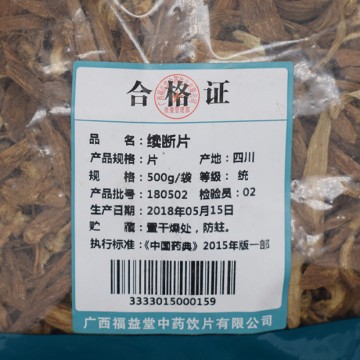 合格证
品 名：续断片
产品规格：片 产地：四川
规 格：500g/袋 等级：统
产品批号：180502 检验员：02
生产日期：2018年05月15日
贮 藏：置干燥处，防蛀。
执行标准：《中国药典》2015年版一部
3333015000159
广西福益堂中药饮片有限公司